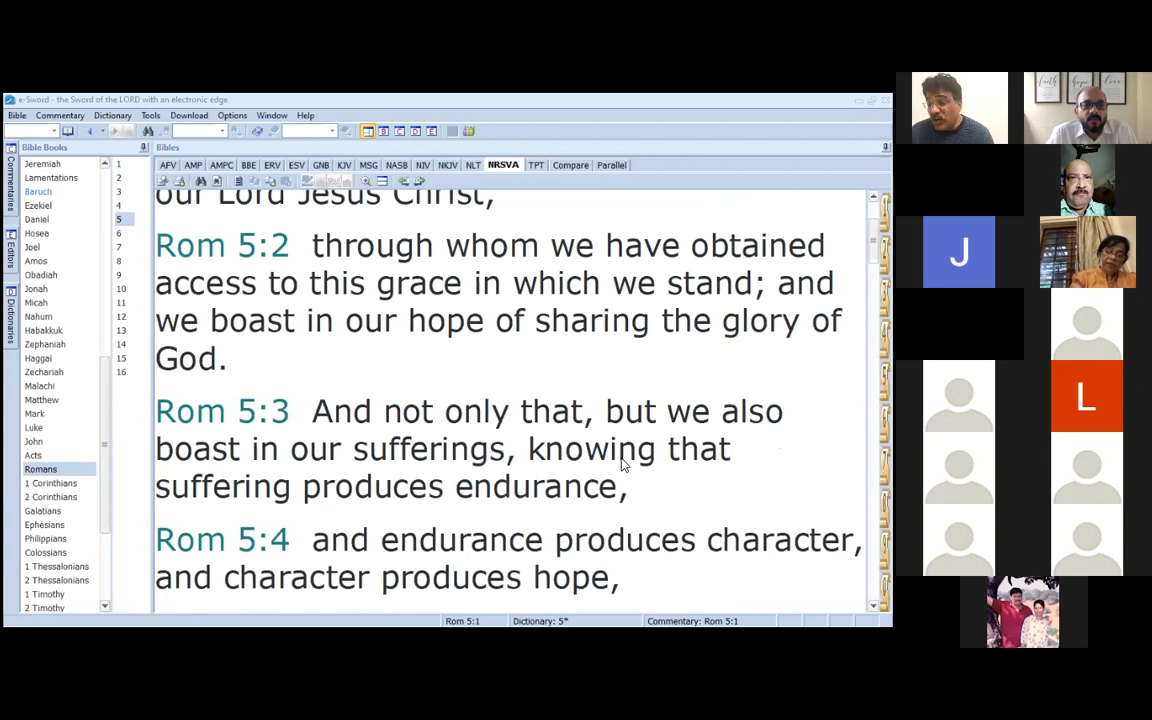 e-Sword - the Sword of the LORD with an electronic edge
Bible Commentary Dictionary Tools Download Options Window Help
B C D E
Bible Books
Bibles
Commentaries
Editors
Dictionaries
AFV AMP AMPC BBE ERV ESV GNB KJV MSG NASB NIV NKJV NLT NRSVA TPT Compare Parallel
Jeremiah
Lamentations
Baruch
Ezekiel
Daniel
Hosea
Joel
Amos
Obadiah
Jonah
Micah
Nahum
Habakkuk
Zephaniah
Haggai
Zechariah
Malachi
Matthew
Mark
Luke
John
Acts
Romans
1 Corinthians
2 Corinthians
Galatians
Ephesians
Philippians
Colossians
1 Thessalonians
2 Thessalonians
1 Timothy
2 Timothy
1
2
3
4
5
6
7
8
9
10
11
12
13
14
15
16
our Lord Jesus Christ,
Rom 5:2 through whom we have obtained
access to this grace in which we stand; and
we boast in our hope of sharing the glory of
God.
Rom 5:3 And not only that, but we also
boast in our sufferings, knowing that
suffering produces endurance,
Rom 5:4 and endurance produces character,
and character produces hope,
Rom 5:1 Dictionary: 5* Commentary: Rom 5:1
faith hope love
J
L